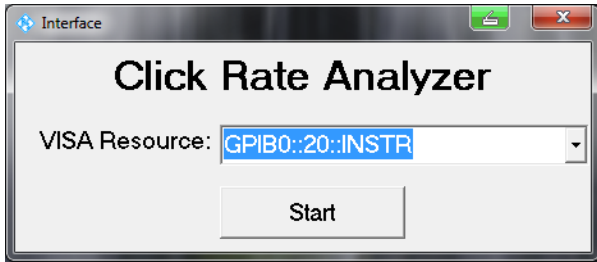 Interface
Click Rate Analyzer
VISA Resource: GPIB0::20::INSTR
Start